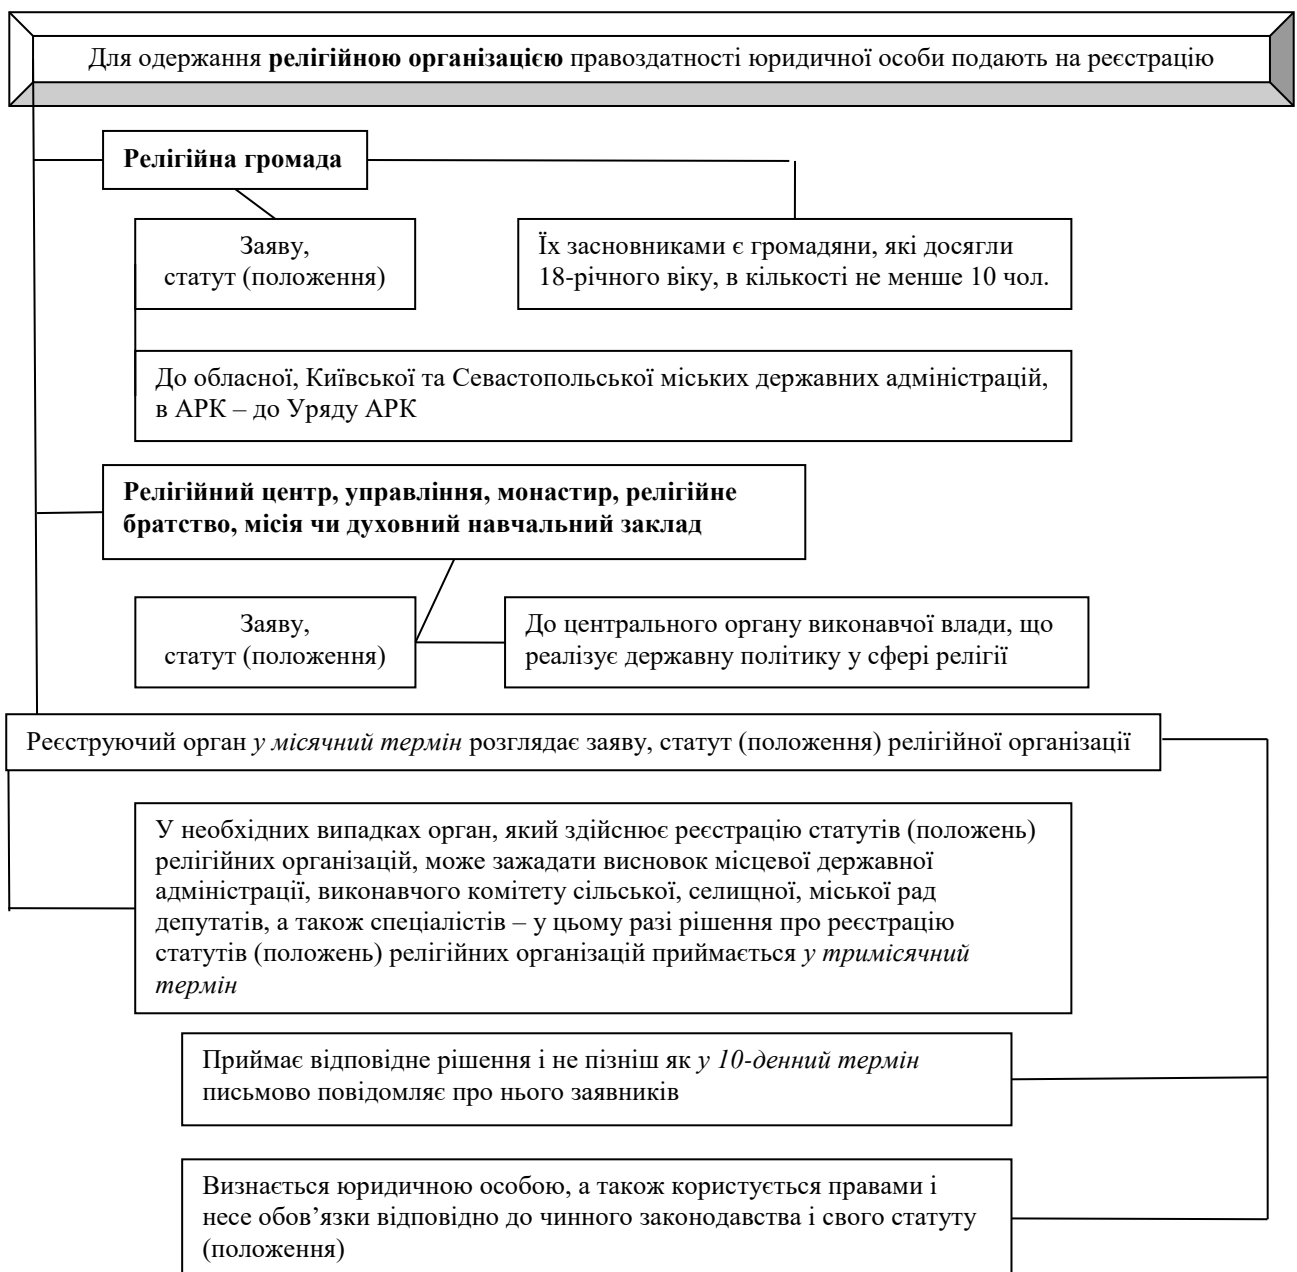 Для одержання релігійною організацією правоздатності юридичної особи подають на реєстрацію
Релігійна громада
Заяву,
статут (положення)
Їх засновниками є громадяни, які досягли
18-річного віку, в кількості не менше 10 чол.
До обласної, Київської та Севастопольської міських державних адміністрацій,
в АРК – до Уряду АРК
Релігійний центр, управління, монастир, релігійне
братство, місія чи духовний навчальний заклад
Заяву,
статут (положення)
До центрального органу виконавчої влади, що
реалізує державну політику у сфері релігії
Реєструючий орган у місячний термін розглядає заяву, статут (положення) релігійної організації
У необхідних випадках орган, який здійснює реєстрацію статутів (положень)
релігійних організацій, може зажадати висновок місцевої державної
адміністрації, виконавчого комітету сільської, селищної, міської рад
депутатів, а також спеціалістів – у цьому разі рішення про реєстрацію
статутів (положень) релігійних організацій приймається у тримісячний
термін
Приймає відповідне рішення і не пізніш як у 10-денний термін
письмово повідомляє про нього заявників
Визнається юридичною особою, а також користується правами і
несе обов’язки відповідно до чинного законодавства і свого статуту
(положення)